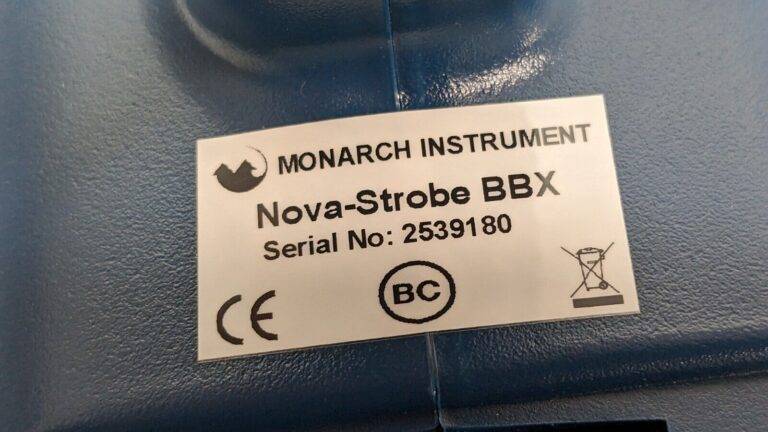 MONARCH INSTRUMENT
Nova-Strobe BBX
Serial No: 2539180
CE BC